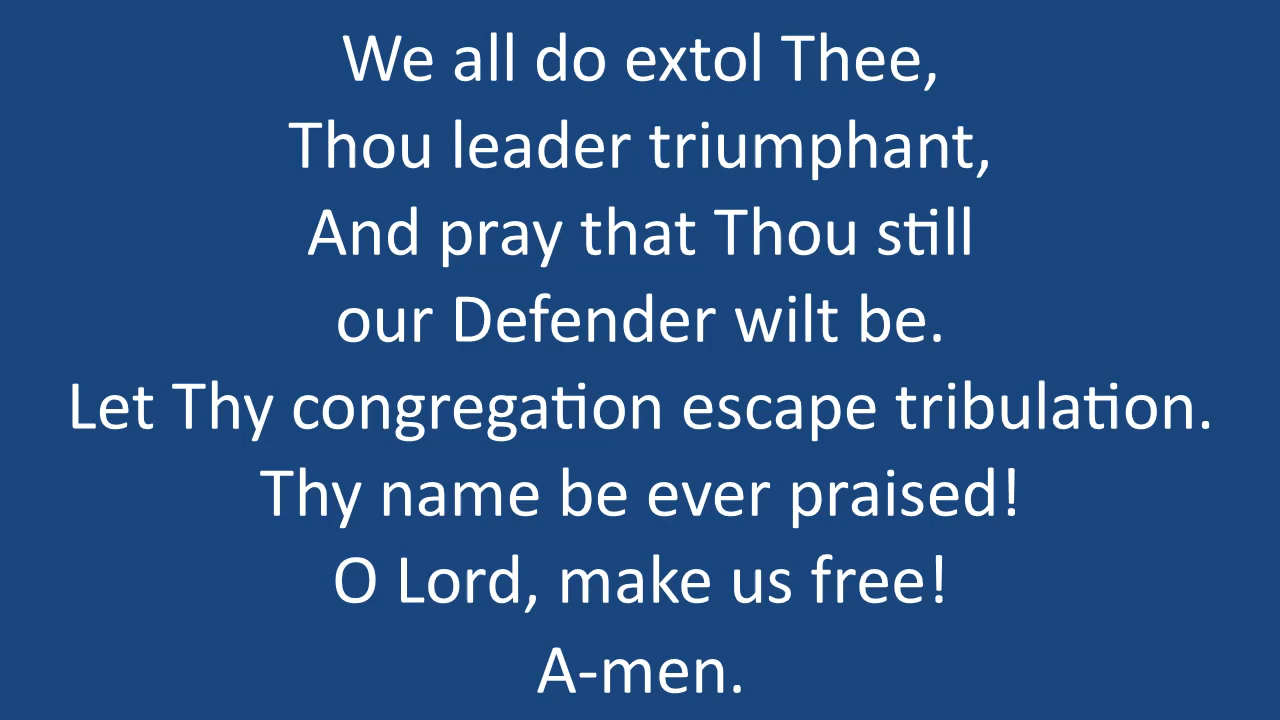 We all do extol Thee,
Thou leader triumphant,
And pray that Thou still
our Defender wilt be.
Let Thy congregation escape tribulation.
Thy name be ever praised!
O Lord, make us free!
A-men.